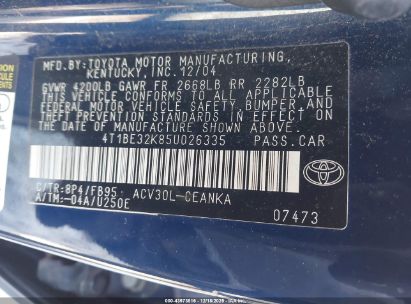 MFD.BY:TOYOTA MOTOR MANUFACTURING,
KENTUCKY,INC.12/04
GVWR 4200LB GAWR FR 2668LB RR 2282LB
THIS VEHICLE CONFORMS TO ALL APPLICABLE
FEDERAL MOTOR VEHICLE SAFETY,BUMPER,AND
THEFT PREVENTION STANDARDS IN EFFECT ON
THE DATE OF MANUFACTURE SHOWN ABOVE.
4T1BE32K85U026335 PASS.CAR
C/TR:8P4/FB95 ACV30L-CEANKA
A/TM:-04A/U250E
TOYOTA
07473